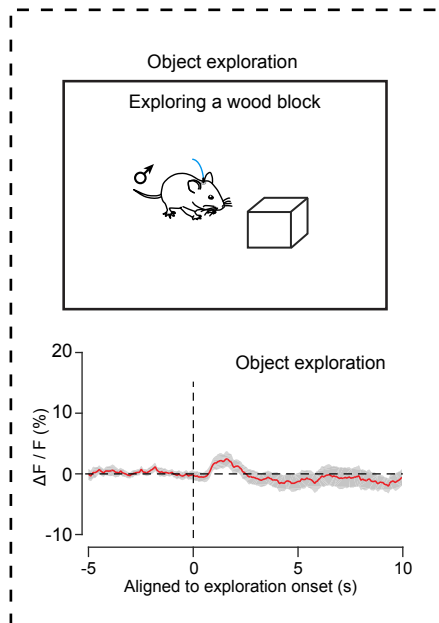 Object exploration
Exploring a wood block
♂
20
Object exploration
10
0
-10
ΔF / F (%)
-5
0
5
10
Aligned to exploration onset (s)